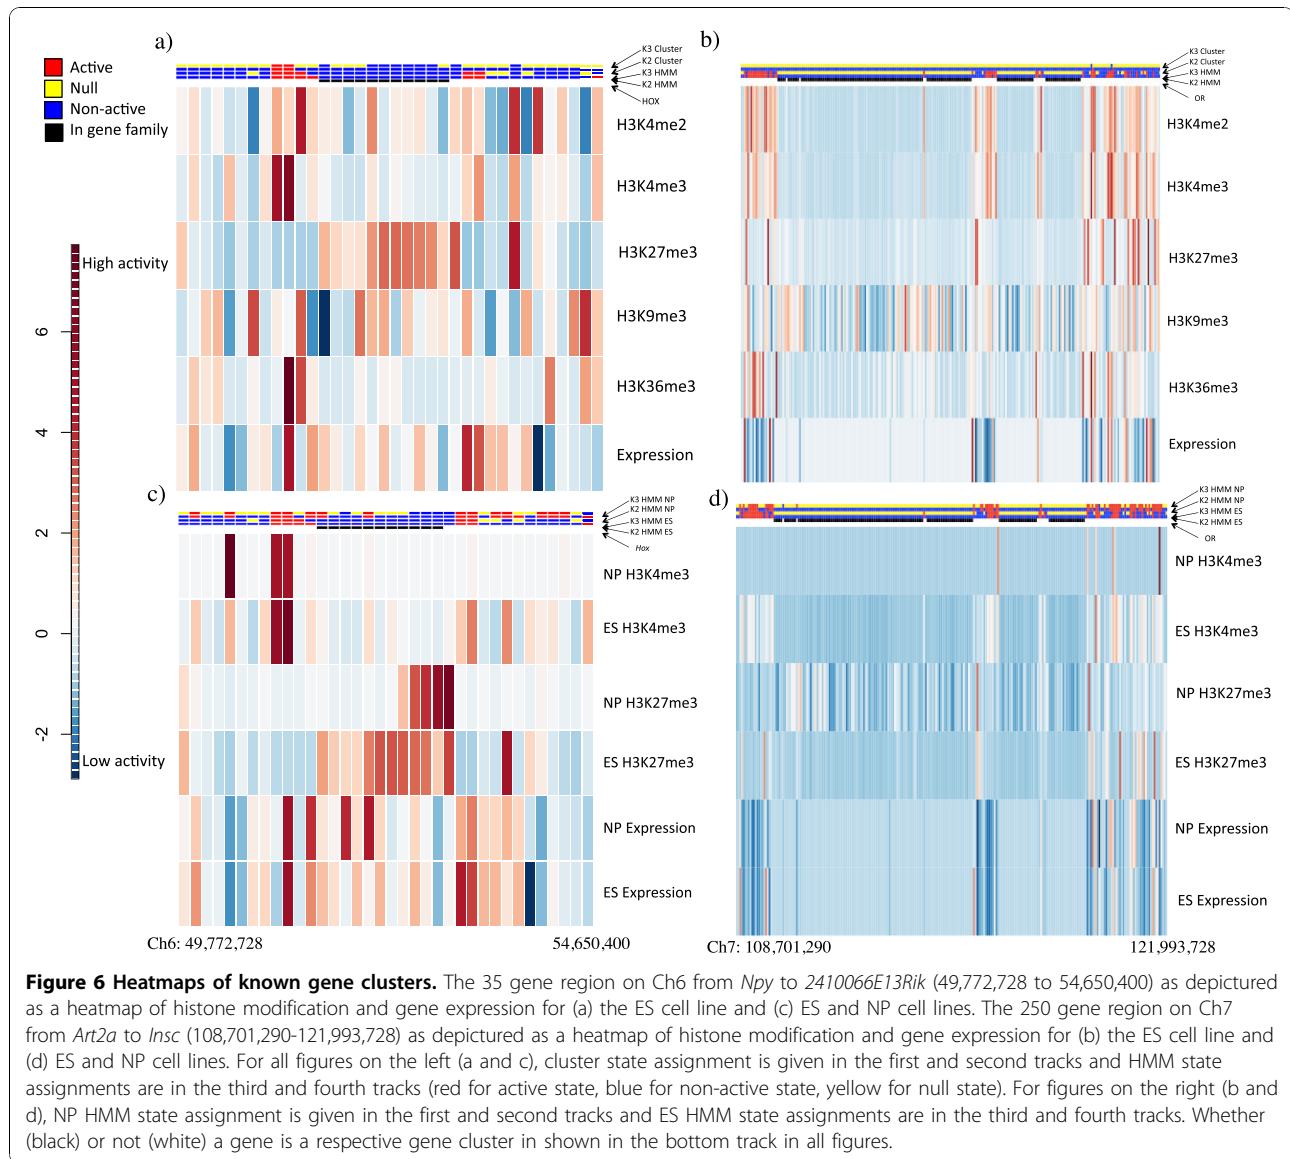 a)
K3 Cluster
K2 Cluster
K3 HMM
K2 HMM
HOX
b)
K3 Cluster
K2 Cluster
K3 HMM
K2 HMM
OR
Active
Null
Non-active
In gene family
H3K4me2
H3K4me3
H3K27me3
H3K9me3
H3K36me3
Expression
H3K4me2
H3K4me3
H3K27me3
H3K9me3
H3K36me3
Expression
High activity
6
4
2
0
-2
Low activity
c)
K3 HMM NP
K2 HMM NP
K3 HMM ES
K2 HMM ES
Hox
d)
K3 HMM NP
K2 HMM NP
K3 HMM ES
K2 HMM ES
OR
NP H3K4me3
ES H3K4me3
NP H3K27me3
ES H3K27me3
NP Expression
ES Expression
NP H3K4me3
ES H3K4me3
NP H3K27me3
ES H3K27me3
NP Expression
ES Expression
Ch6: 49,772,728
54,650,400
Ch7: 108,701,290
121,993,728
Figure 6 Heatmaps of known gene clusters. The 35 gene region on Ch6 from Npy to 2410066E13Rik (49,772,728 to 54,650,400) as depictured
as a heatmap of histone modification and gene expression for (a) the ES cell line and (c) ES and NP cell lines. The 250 gene region on Ch7
from Art2a to Insc (108,701,290-121,993,728) as depictured as a heatmap of histone modification and gene expression for (b) the ES cell line and
(d) ES and NP cell lines. For all figures on the left (a and c), cluster state assignment is given in the first and second tracks and HMM state
assignments are in the third and fourth tracks (red for active state, blue for non-active state, yellow for null state). For figures on the right (b and
d), NP HMM state assignment is given in the first and second tracks and ES HMM state assignments are in the third and fourth tracks. Whether
(black) or not (white) a gene is a respective gene cluster in shown in the bottom track in all figures.